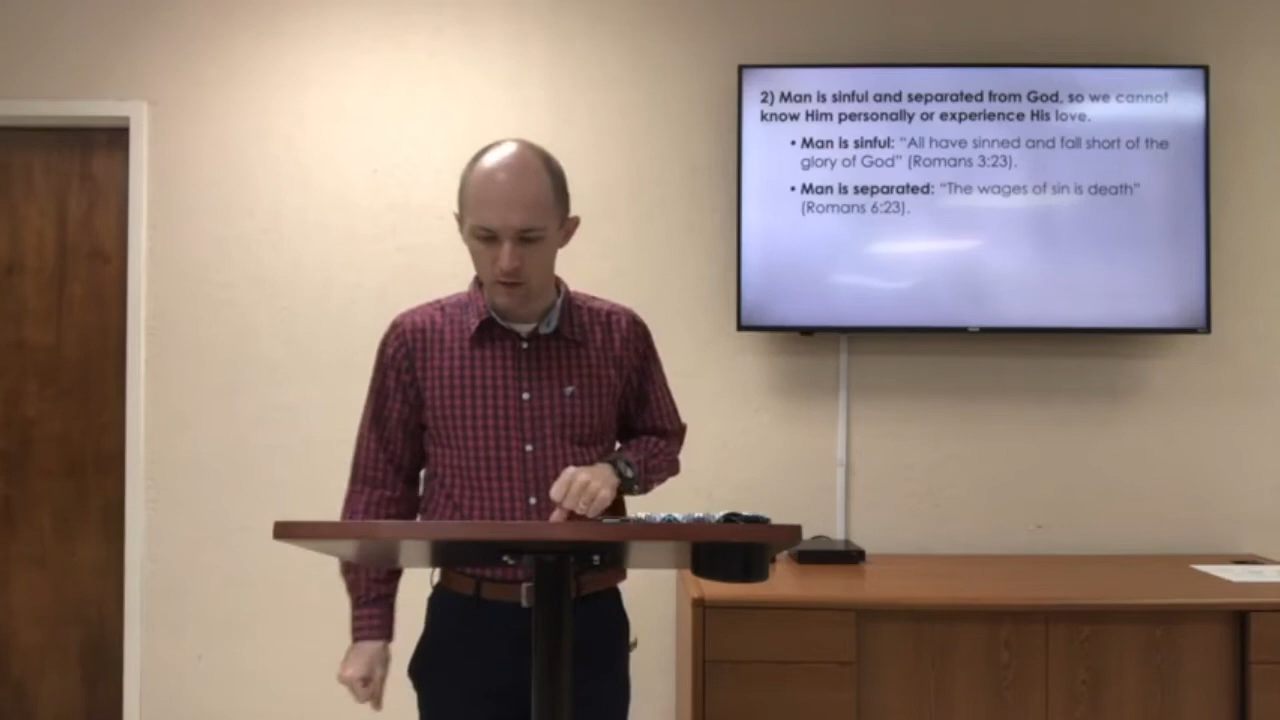 2) Man is sinful and separated from God, so we cannot
know Him personally or experience His love.
• Man is sinful: “All have sinned and fall short of the
glory of God” (Romans 3:23).
• Man is separated: “The wages of sin is death”
(Romans 6:23).